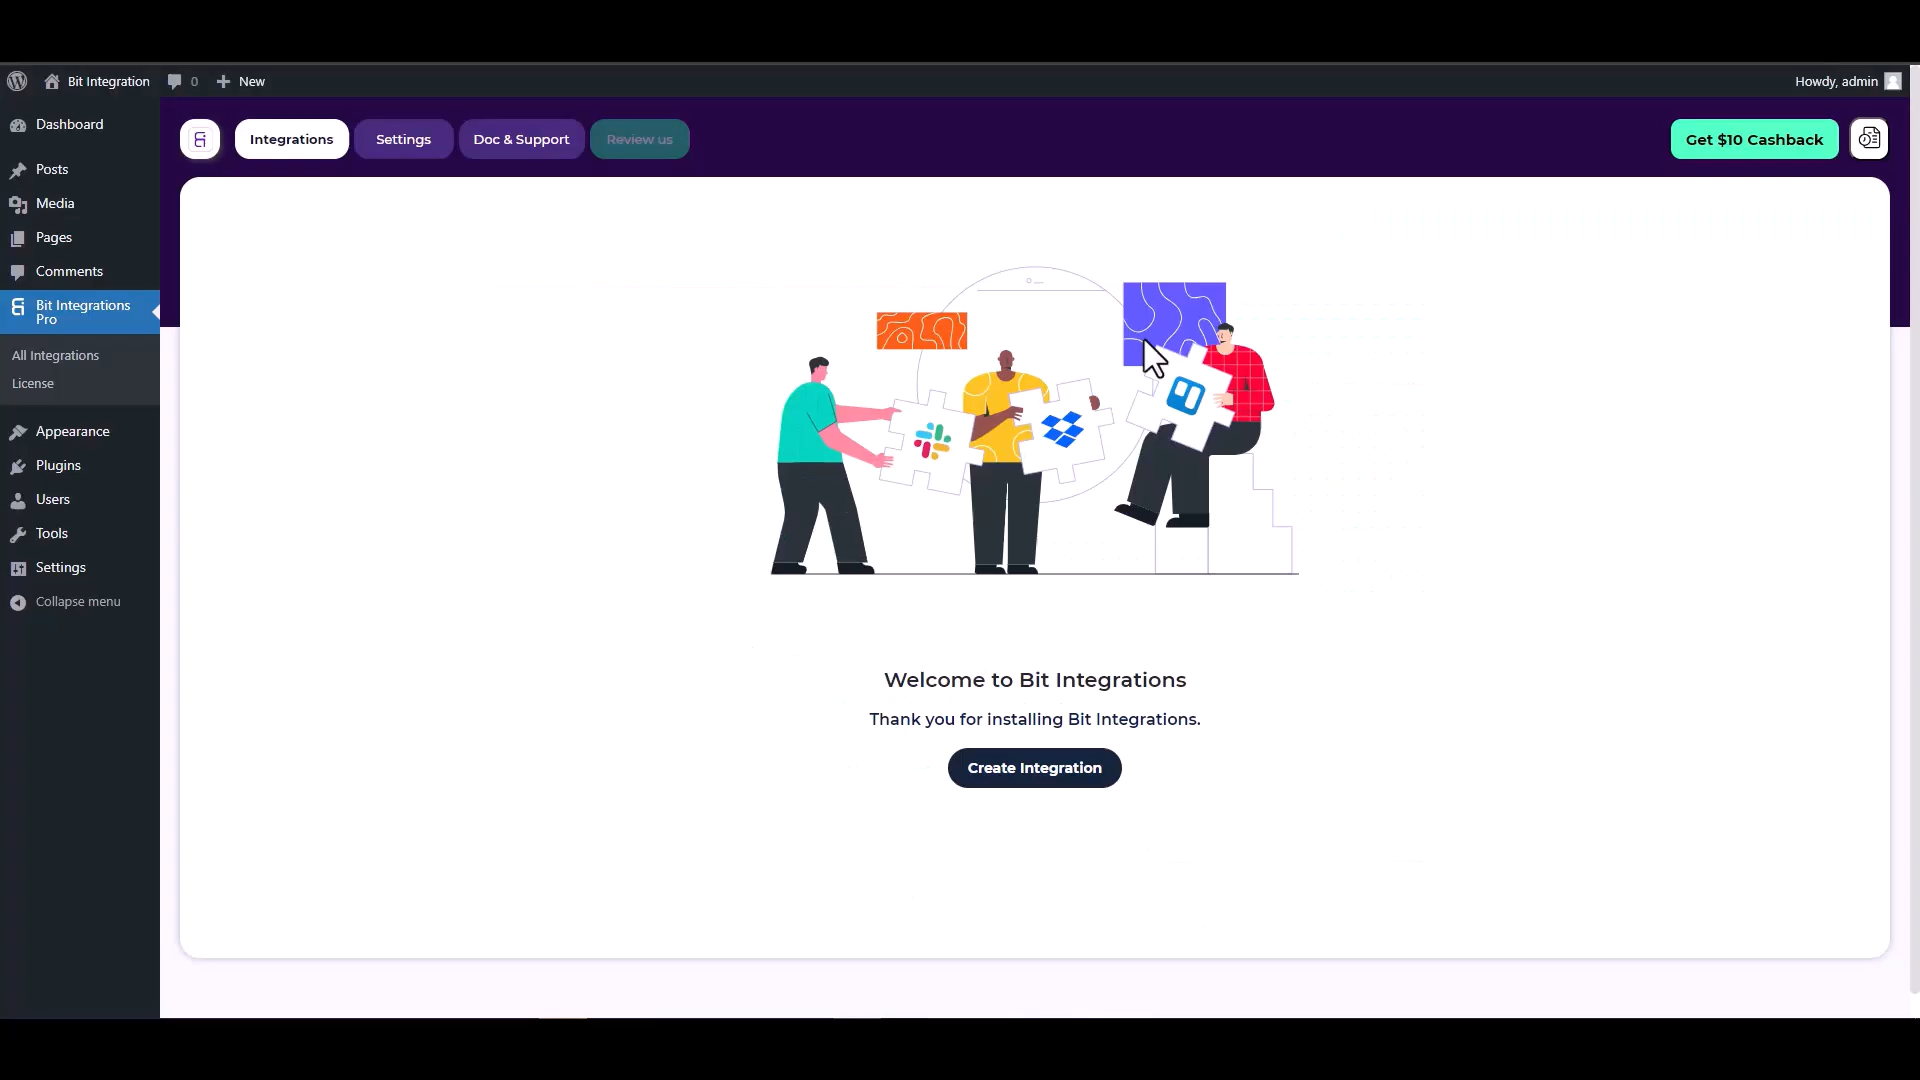 Bit Integration
0
New
Howdy, admin
Dashboard
Posts
Media
Pages
Comments
Bit Integrations
Pro
All Integrations
License
Appearance
Plugins
Users
Tools
Settings
Collapse menu
Integrations
Settings
Doc & Support
Review us
Get $10 Cashback
Welcome to Bit Integrations
Thank you for installing Bit Integrations.
Create Integration